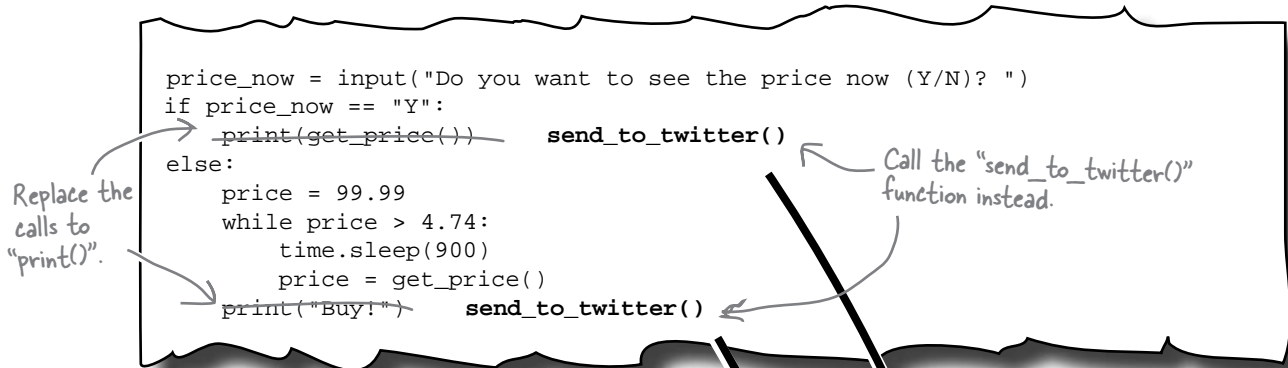 price_now = input("Do you want to see the price now (Y/N)? ")
if price_now == "Y":
    print(get_price())    send_to_twitter()
else:
    price = 99.99
    while price > 4.74:
        time.sleep(900)
        price = get_price()
    print("Buy!")    send_to_twitter()
Replace the
calls to
“print()”.
Call the “send_to_twitter()”
function instead.